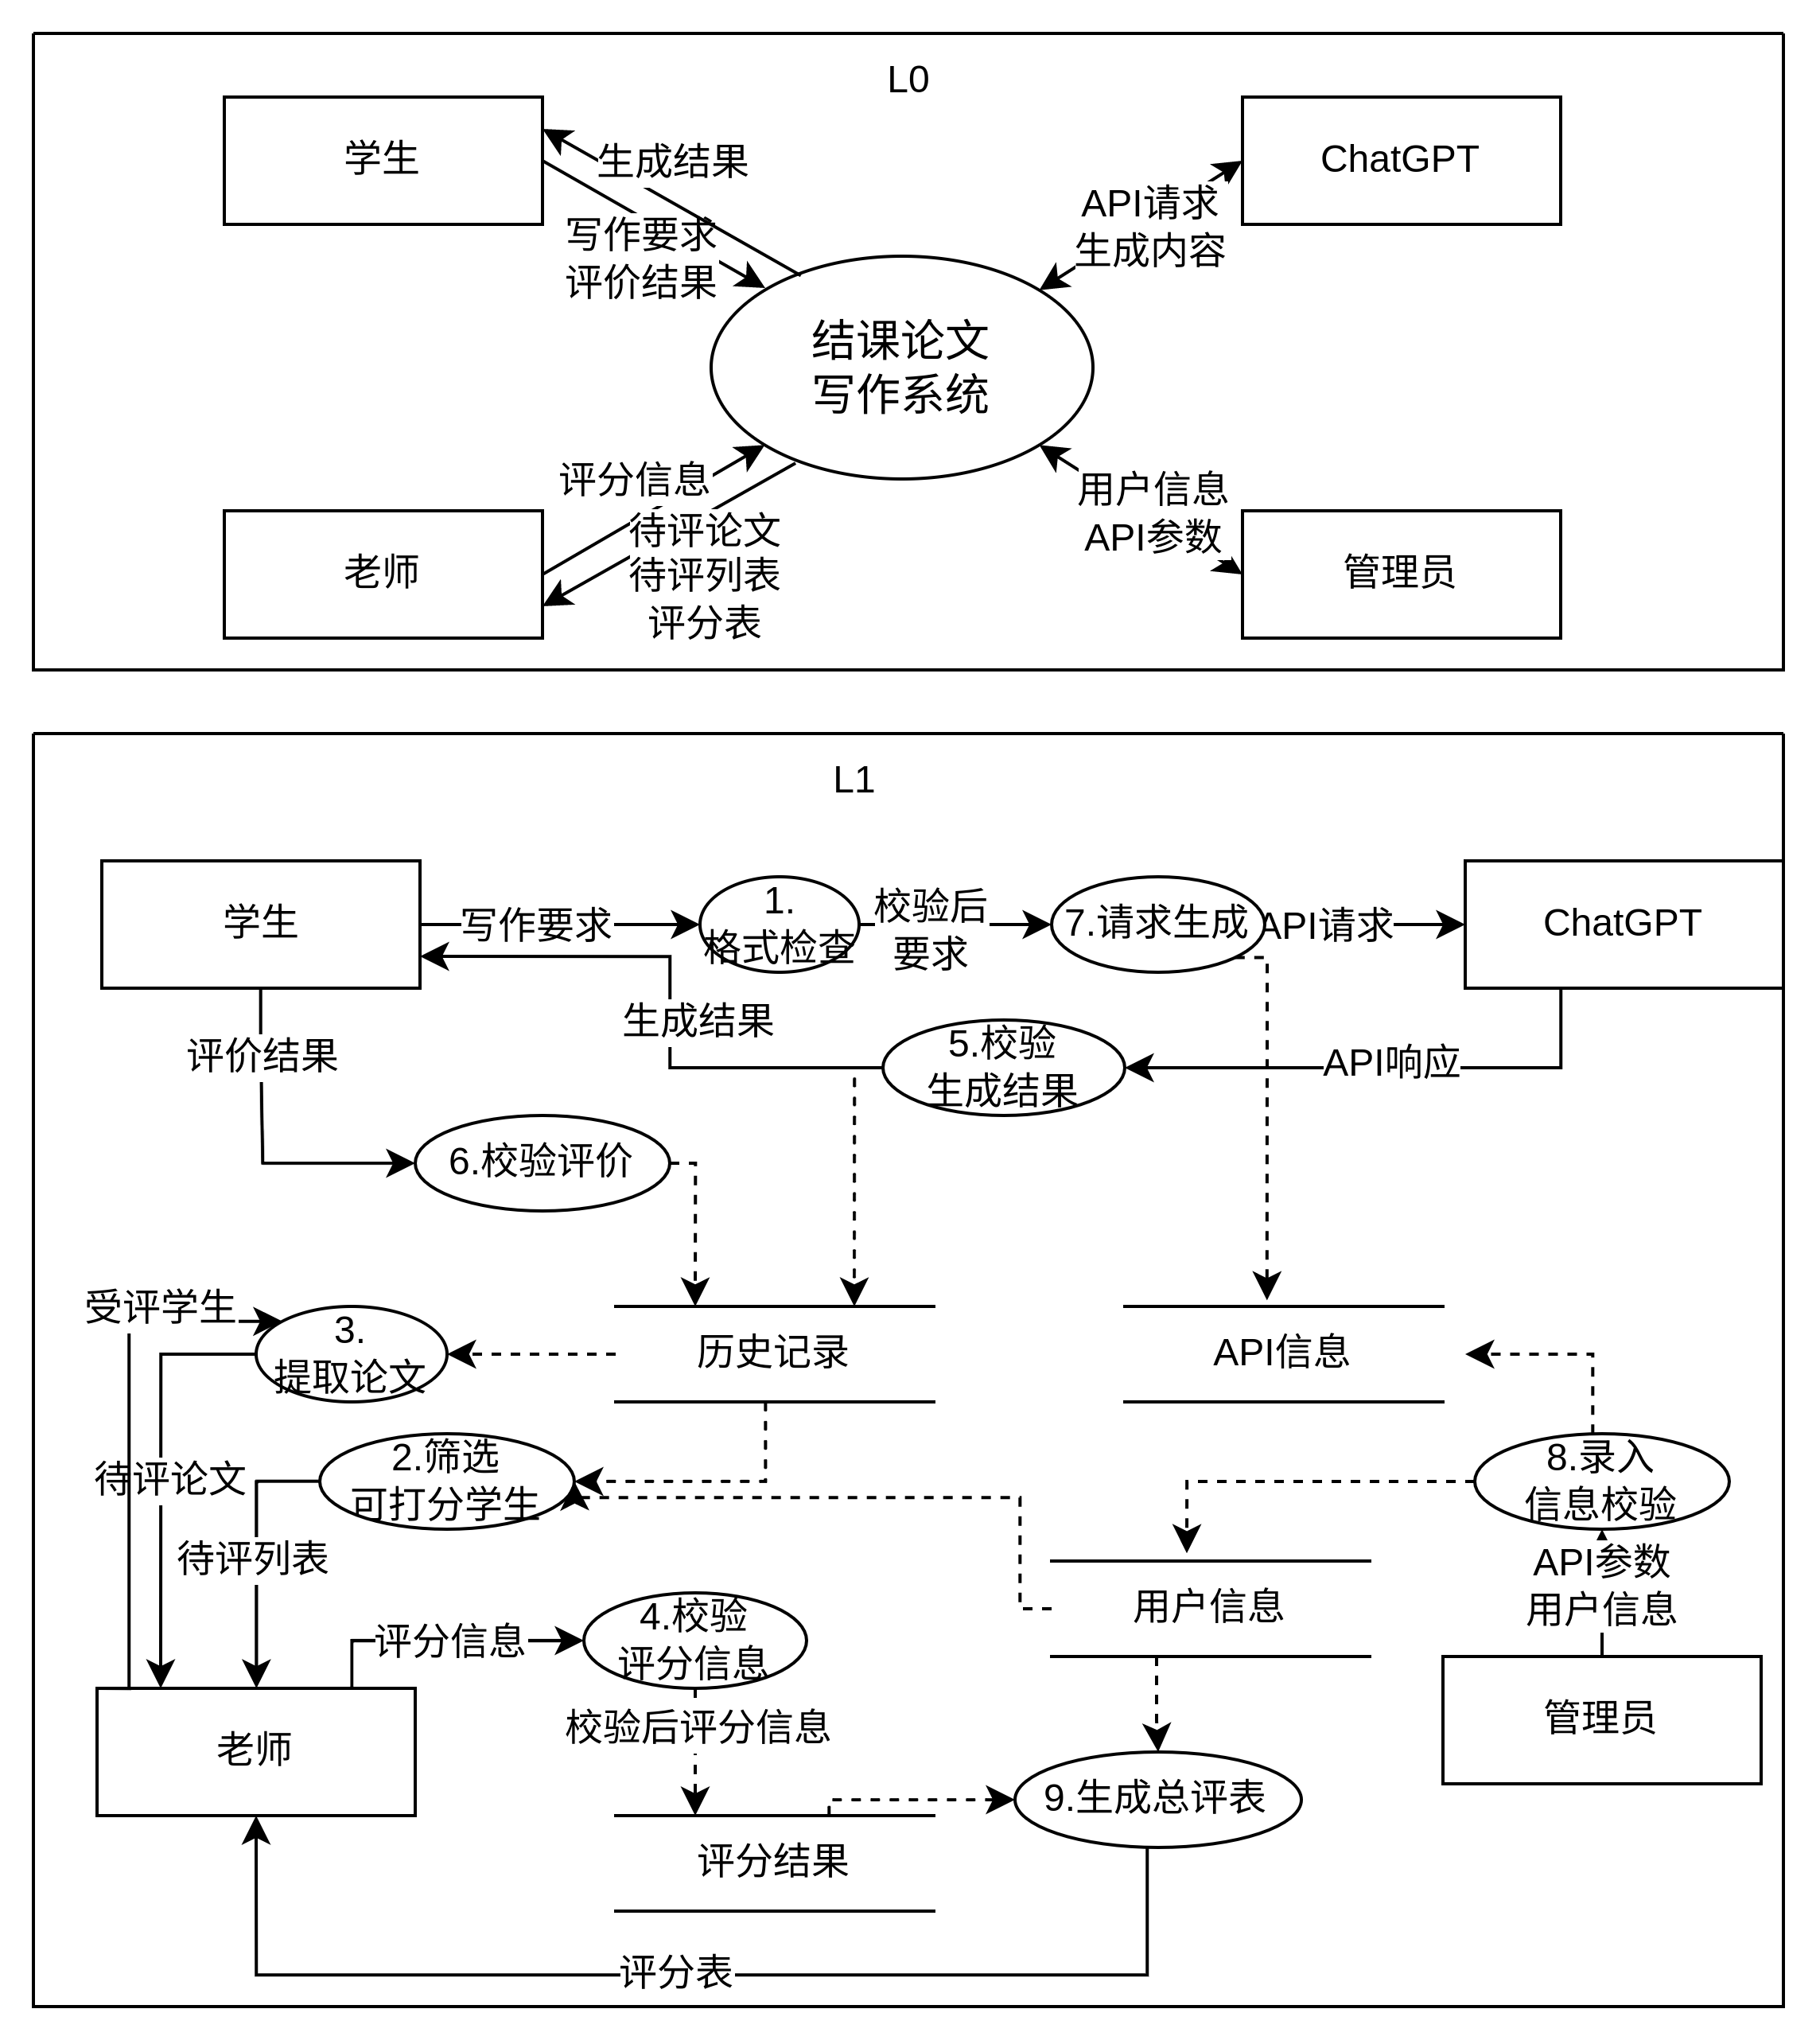 L0
学生
生成结果
写作要求
评价结果
ChatGPT
API请求
生成内容
结课论文
写作系统
评分信息
待评论文
待评列表
评分表
老师
用户信息
API参数
管理员
L1
学生
写作要求
1.
格式检查
校验后
要求
7.请求生成
API请求
ChatGPT
生成结果
5.校验
生成结果
API响应
评价结果
6.校验评价
受评学生
3.
提取论文
历史记录
API信息
待评论文
2.筛选
可打分学生
8.录入
信息校验
待评列表
API参数
用户信息
用户信息
评分信息
4.校验
评分信息
校验后评分信息
老师
管理员
9.生成总评表
评分结果
评分表